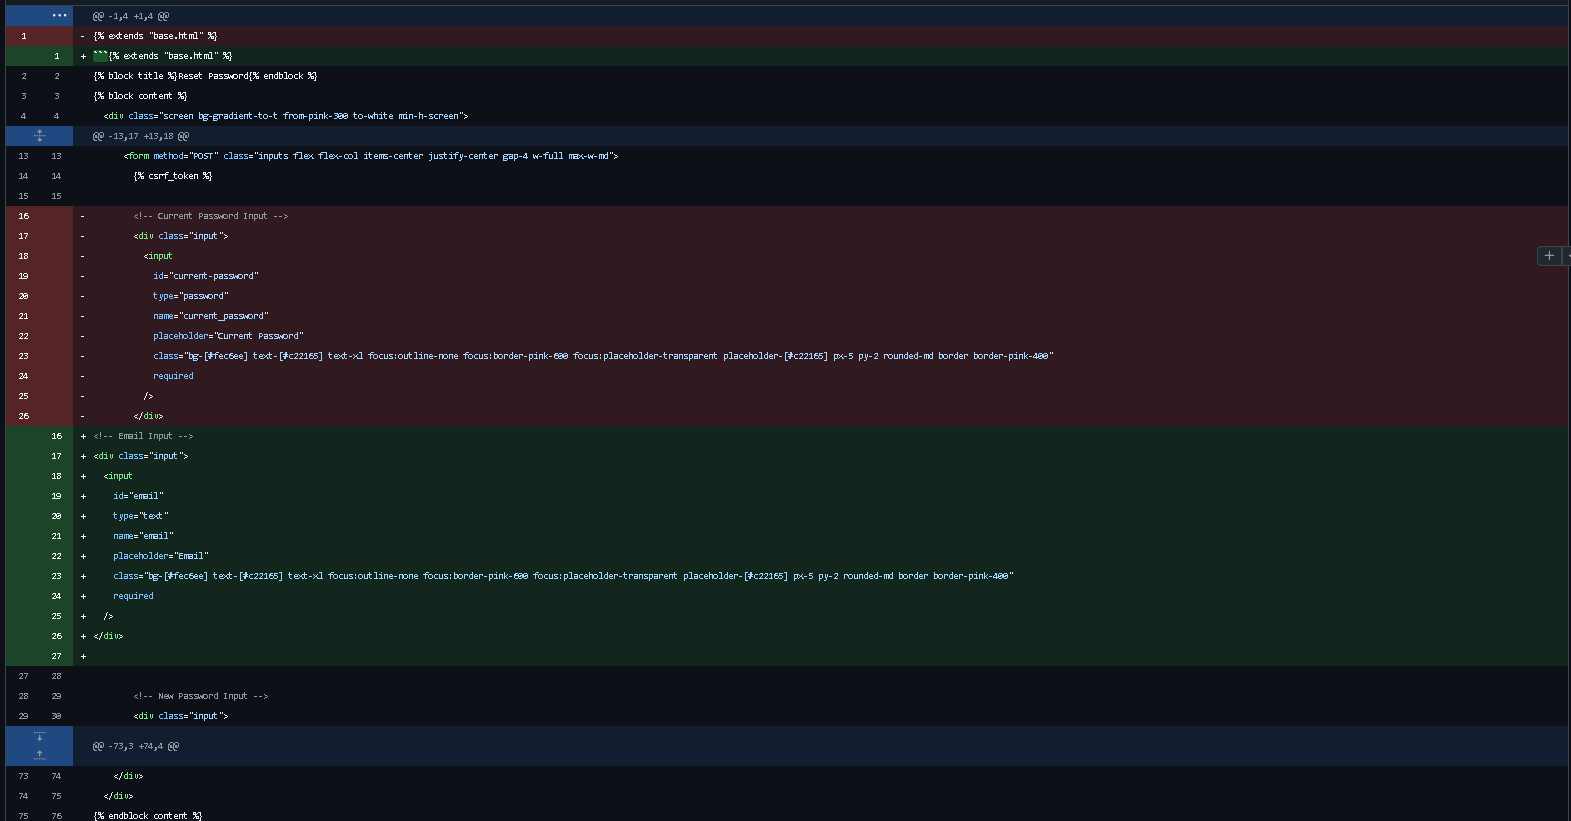 @@ -1,4 +1,4 @@
1 - {% extends "base.html" %}
1 + ```{% extends "base.html" %}
2 2 {% block title %}Reset Password{% endblock %}
3 3 {% block content %}
4 4 <div class="screen bg-gradient-to-t from-pink-300 to-white min-h-screen">
@@ -13,17 +13,18 @@
13 13 <form method="POST" class="inputs flex flex-col items-center justify-center gap-4 w-full max-w-md">
14 14 {% csrf_token %}
15 15
16 - <!-- Current Password Input -->
17 - <div class="input">
18 - <input
19 - id="current-password"
20 - type="password"
21 - name="current_password"
22 - placeholder="Current Password"
23 - class="bg-[#fec6ee] text-[#c22165] text-xl focus:outline-none focus:border-pink-600 focus:placeholder-transparent placeholder-[#c22165] px-5 py-2 rounded-md border border-pink-400"
24 - required
25 - />
26 - </div>
16 + <!-- Email Input -->
17 + <div class="input">
18 + <input
19 + id="email"
20 + type="text"
21 + name="email"
22 + placeholder="Email"
23 + class="bg-[#fec6ee] text-[#c22165] text-xl focus:outline-none focus:border-pink-600 focus:placeholder-transparent placeholder-[#c22165] px-5 py-2 rounded-md border border-pink-400"
24 + required
25 + />
26 + </div>
27 +
27 28
28 29 <!-- New Password Input -->
29 30 <div class="input">
@@ -73,3 +74,4 @@
73 74 </div>
74 75 </div>
75 76 {% endblock content %}